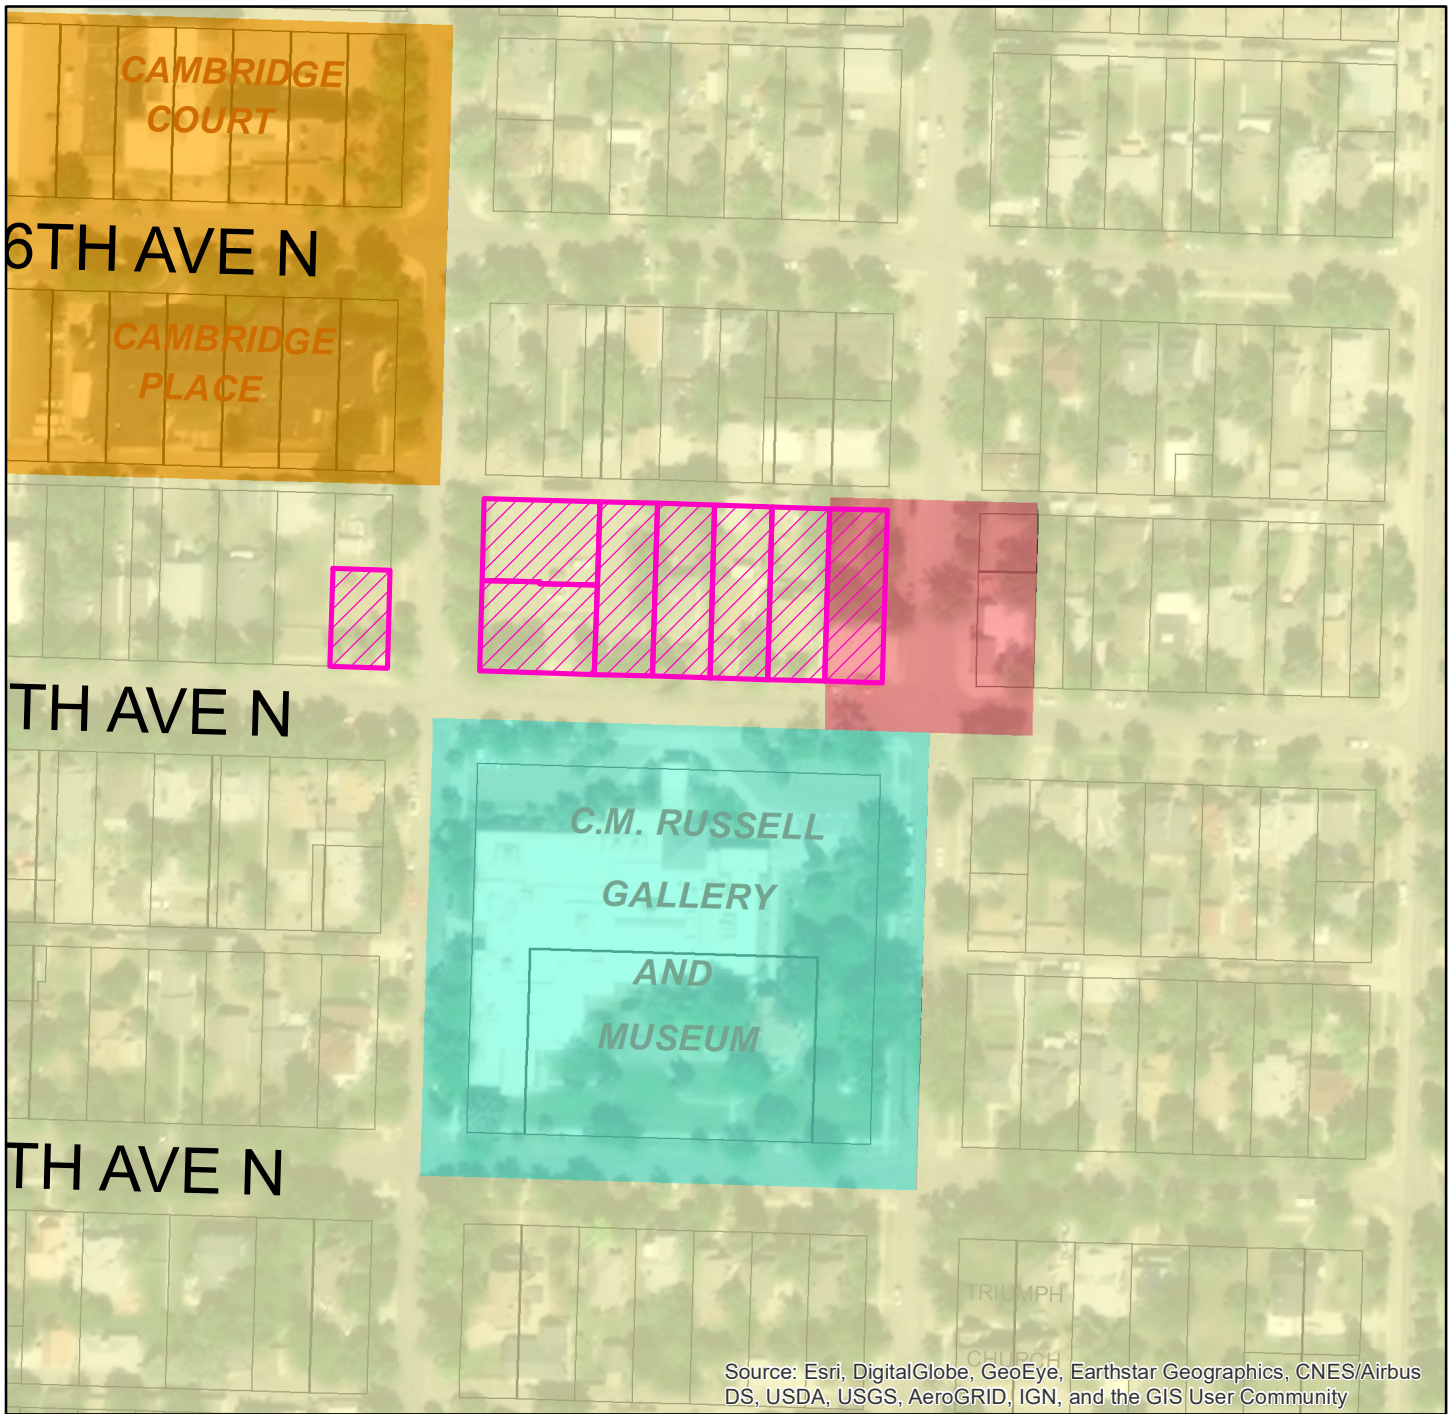 CAMBRIDGE
COURT
6TH AVE N
CAMBRIDGE
PLACE
TH AVE N
C.M. RUSSELL
GALLERY
AND
MUSEUM
TH AVE N
TRIUMPH
CHURCH
Source: Esri, DigitalGlobe, GeoEye, Earthstar Geographics, CNES/Airbus
DS, USDA, USGS, AeroGRID, IGN, and the GIS User Community